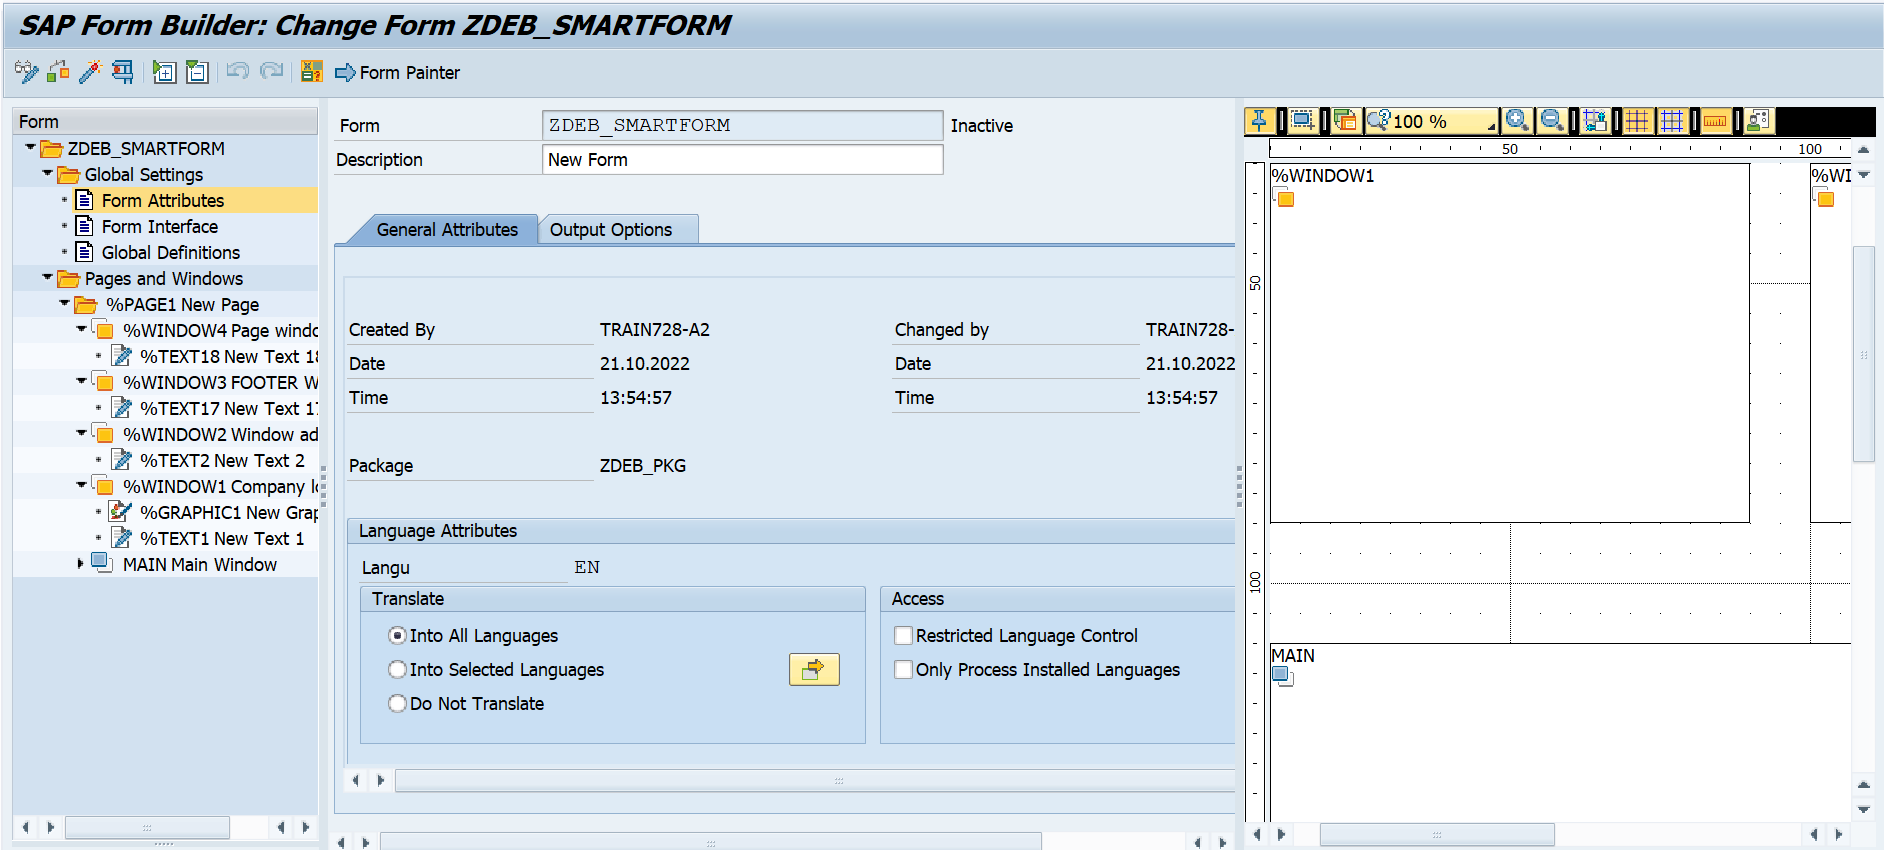 SAP Form Builder: Change Form ZDEB_SMARTFORM
Form Painter
Form
ZDEB_SMARTFORM
Global Settings
Form Attributes
Form Interface
Global Definitions
Pages and Windows
%PAGE1 New Page
%WINDOW4 Page windo
%TEXT18 New Text 18
%WINDOW3 FOOTER W
%TEXT17 New Text 17
%WINDOW2 Window ad
%TEXT2 New Text 2
%WINDOW1 Company lo
%GRAPHIC1 New Grap
%TEXT1 New Text 1
MAIN Main Window
Form ZDEB_SMARTFORM Inactive
Description New Form
General Attributes Output Options
Created By TRAIN728-A2 Changed by TRAIN728-
Date 21.10.2022 Date 21.10.2022
Time 13:54:57 Time 13:54:57
Package ZDEB_PKG
Language Attributes
Langu EN
Translate Access
Into All Languages Restricted Language Control
Into Selected Languages Only Process Installed Languages
Do Not Translate
100 %
50 100
%WINDOW1 %WI
50
100
MAIN